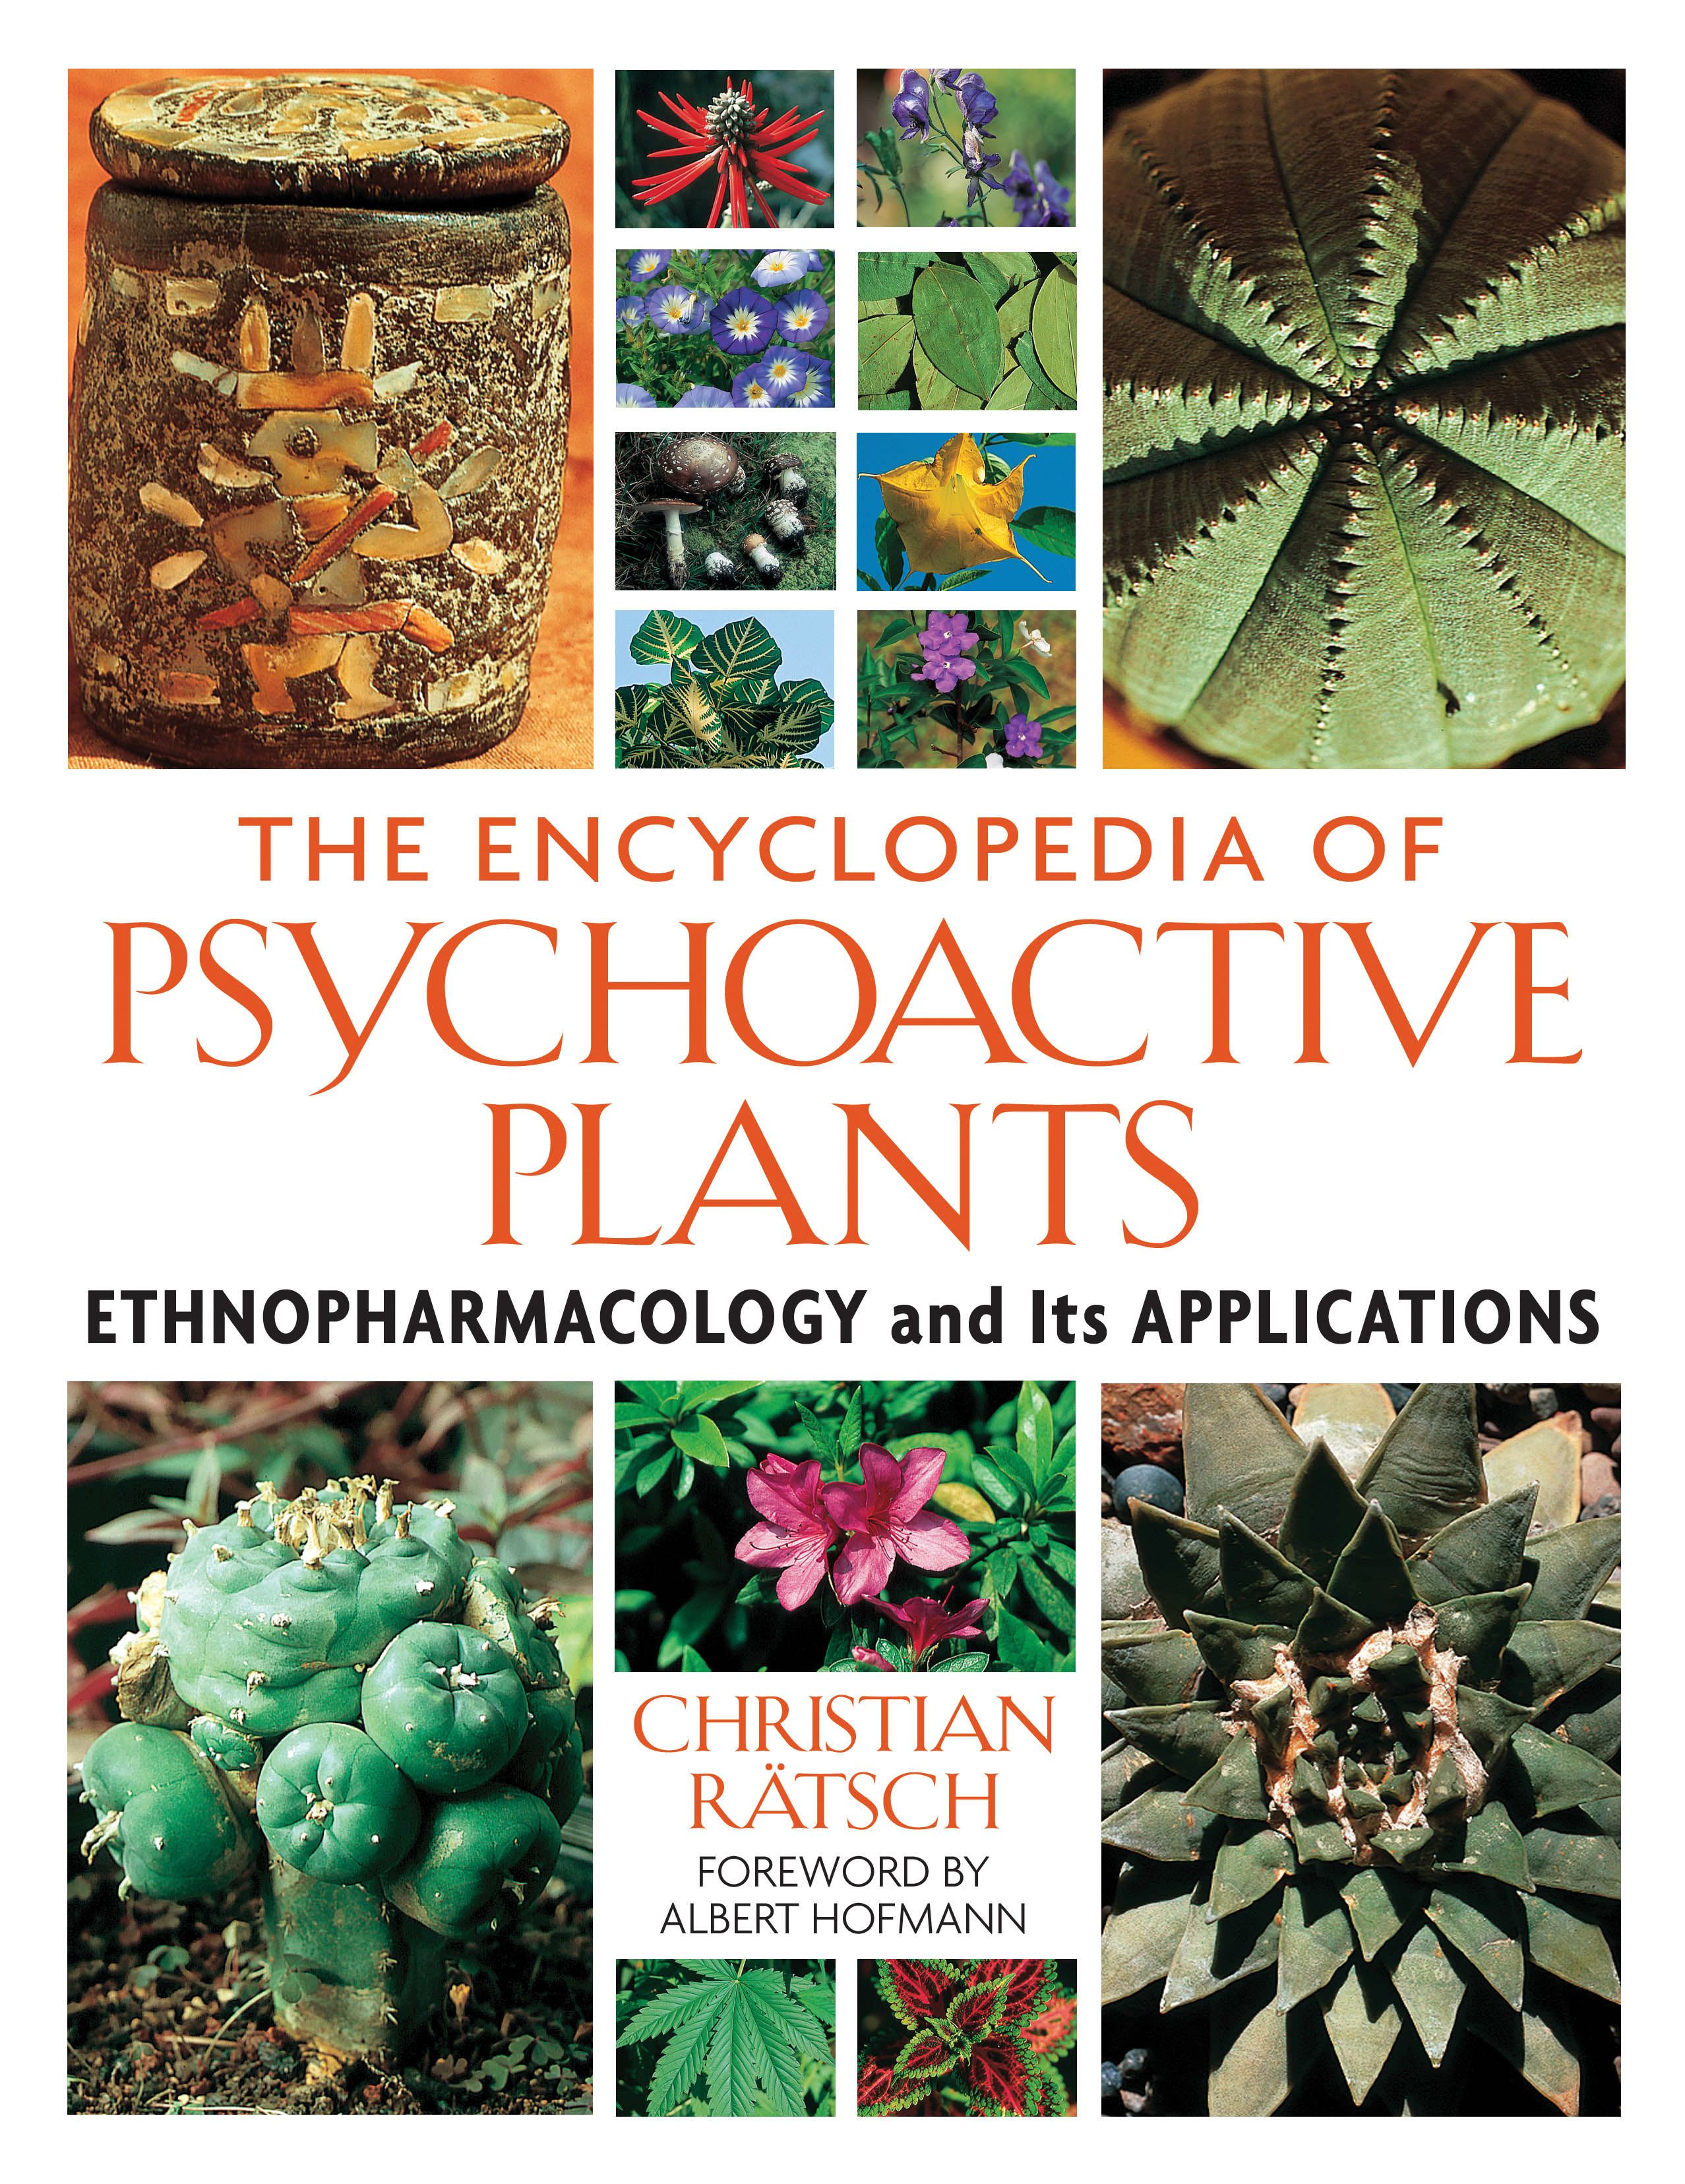 THE ENCYCLOPEDIA OF
PSYCHOACTIVE
PLANTS
ETHNOPHARMACOLOGY and Its APPLICATIONS
CHRISTIAN
RÄTSCH
FOREWORD BY
ALBERT HOFMANN